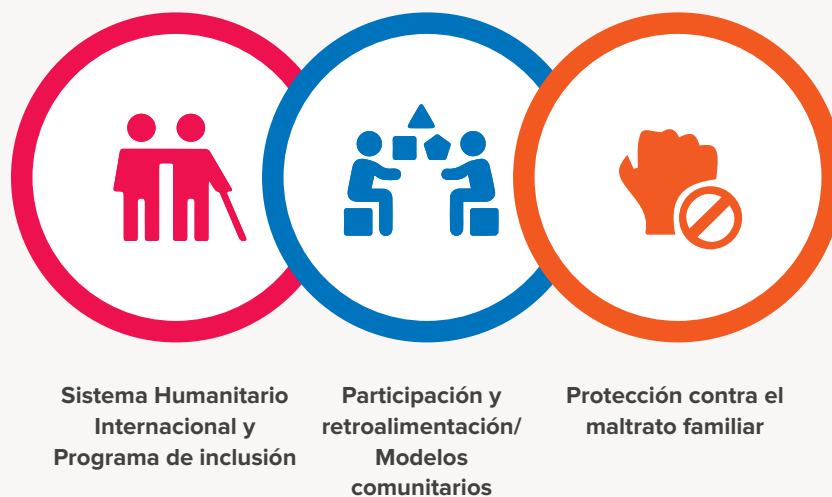 Sistema Humanitario
Internacional y
Programa de inclusión
Participación y
retroalimentación/
Modelos
comunitarios
Protección contra el
maltrato familiar